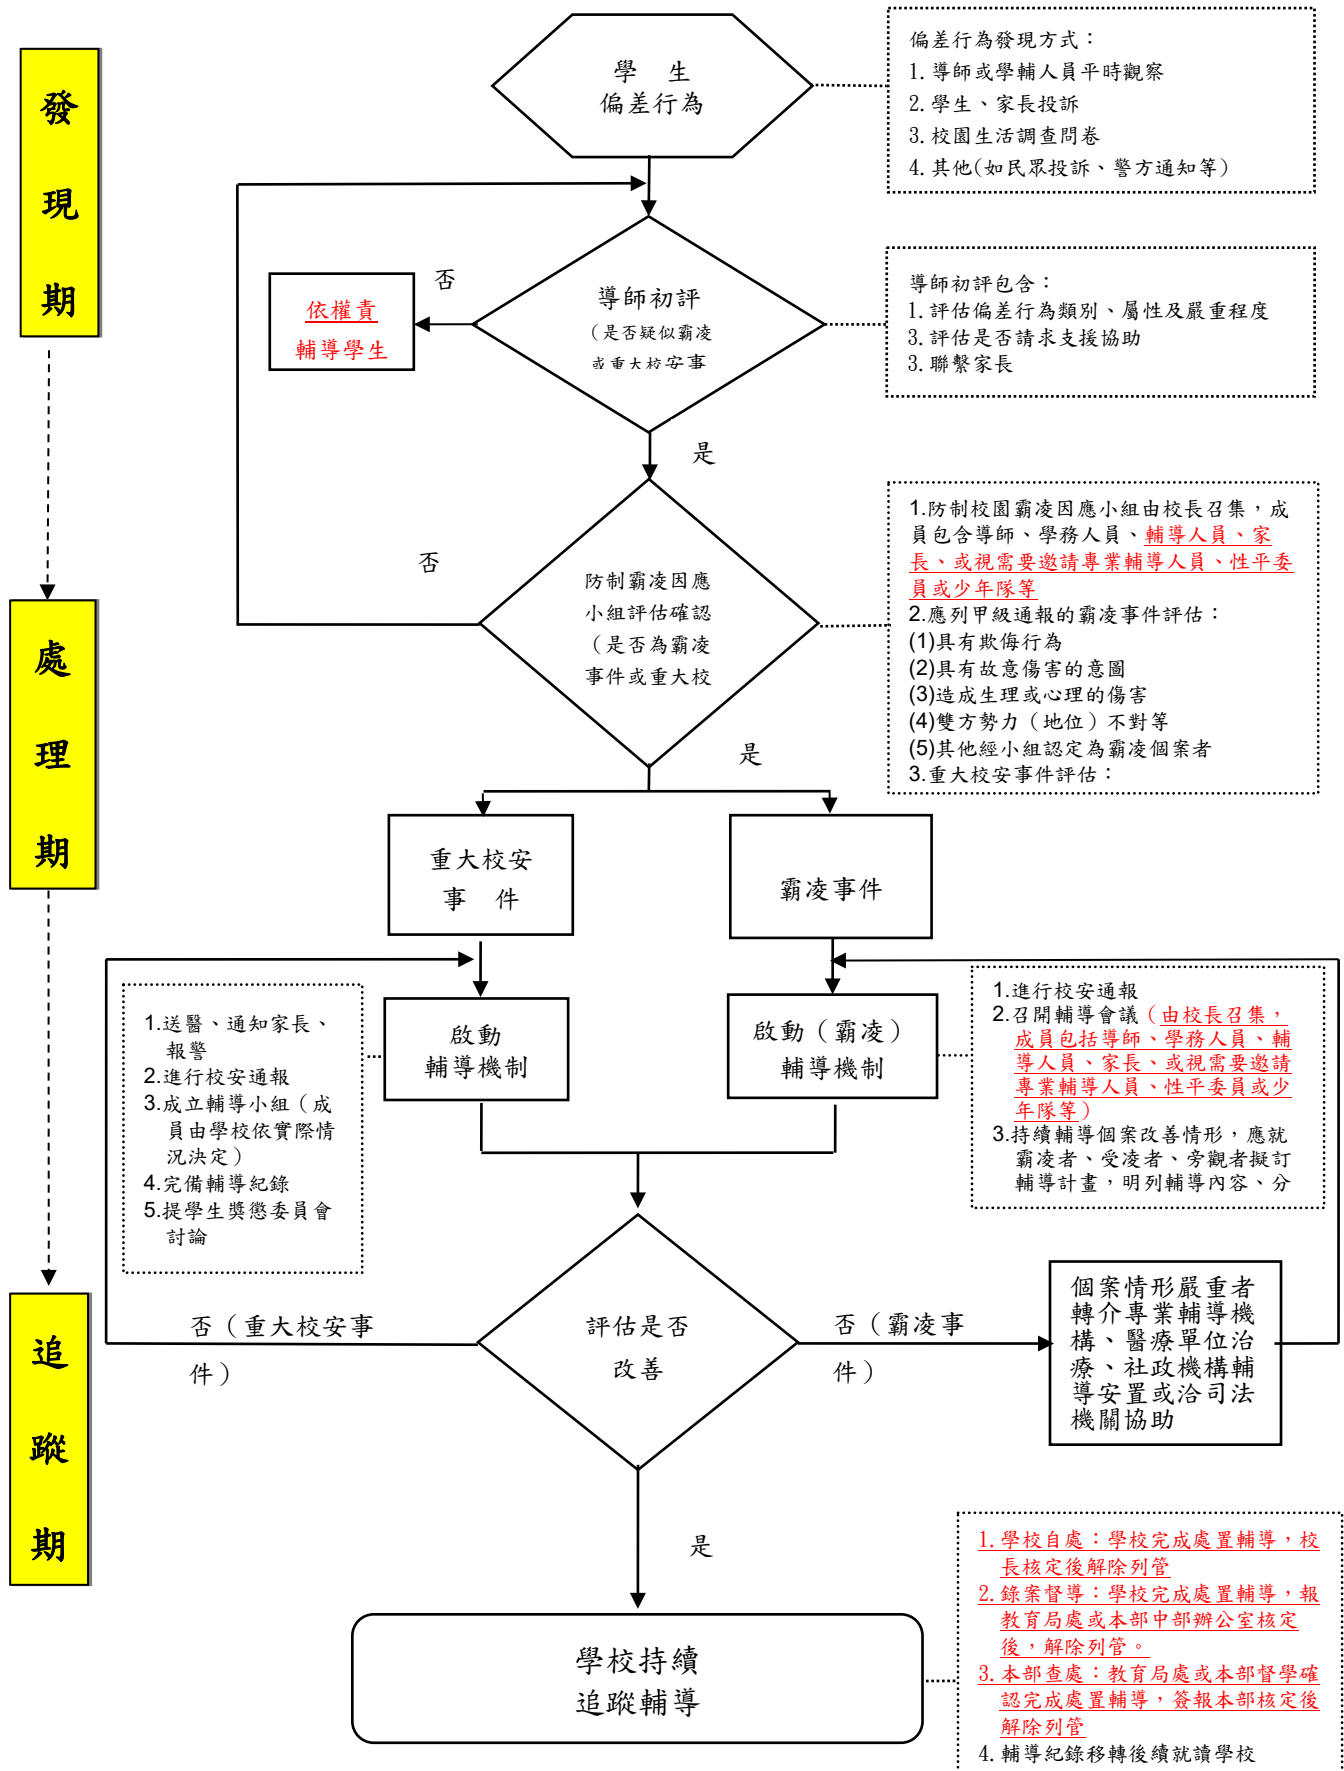 發
現
期
處
理
期
追
蹤
期
學　生
偏差行為
偏差行為發現方式：
1.導師或學輔人員平時觀察
2.學生、家長投訴
3.校園生活調查問卷
4.其他(如民眾投訴、警方通知等)
否
依權責
輔導學生
導師初評
（是否疑似霸凌
或重大校安事
導師初評包含：
1.評估偏差行為類別、屬性及嚴重程度
3.評估是否請求支援協助
3.聯繫家長
是
否
防制霸凌因應
小組評估確認
（是否為霸凌
事件或重大校
1.防制校園霸凌因應小組由校長召集，成
員包含導師、學務人員、輔導人員、家
長、或視需要邀請專業輔導人員、性平委
員或少年隊等
2.應列甲級通報的霸凌事件評估：
(1)具有欺侮行為
(2)具有故意傷害的意圖
(3)造成生理或心理的傷害
(4)雙方勢力（地位）不對等
(5)其他經小組認定為霸凌個案者
3.重大校安事件評估：
是
重大校安
事　件
霸凌事件
1.送醫、通知家長、
報警
2.進行校安通報
3.成立輔導小組（成
員由學校依實際情
況決定）
4.完備輔導紀錄
5.提學生獎懲委員會
討論
啟動
輔導機制
啟動（霸凌）
輔導機制
1.進行校安通報
2.召開輔導會議（由校長召集，
成員包括導師、學務人員、輔
導人員、家長、或視需要邀請
專業輔導人員、性平委員或少
年隊等）
3.持續輔導個案改善情形，應就
霸凌者、受凌者、旁觀者擬訂
輔導計畫，明列輔導內容、分
否（重大校安事
件）
評估是否
改善
否（霸凌事
件）
個案情形嚴重者
轉介專業輔導機
構、醫療單位治
療、社政機構輔
導安置或洽司法
機關協助
是
學校持續
追蹤輔導
1.學校自處：學校完成處置輔導，校
長核定後解除列管
2.錄案督導：學校完成處置輔導，報
教育局處或本部中部辦公室核定
後，解除列管。
3.本部查處：教育局處或本部督學確
認完成處置輔導，簽報本部核定後
解除列管
4.輔導紀錄移轉後續就讀學校